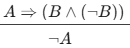 A ⇒ (B ∧ (¬B))
¬A